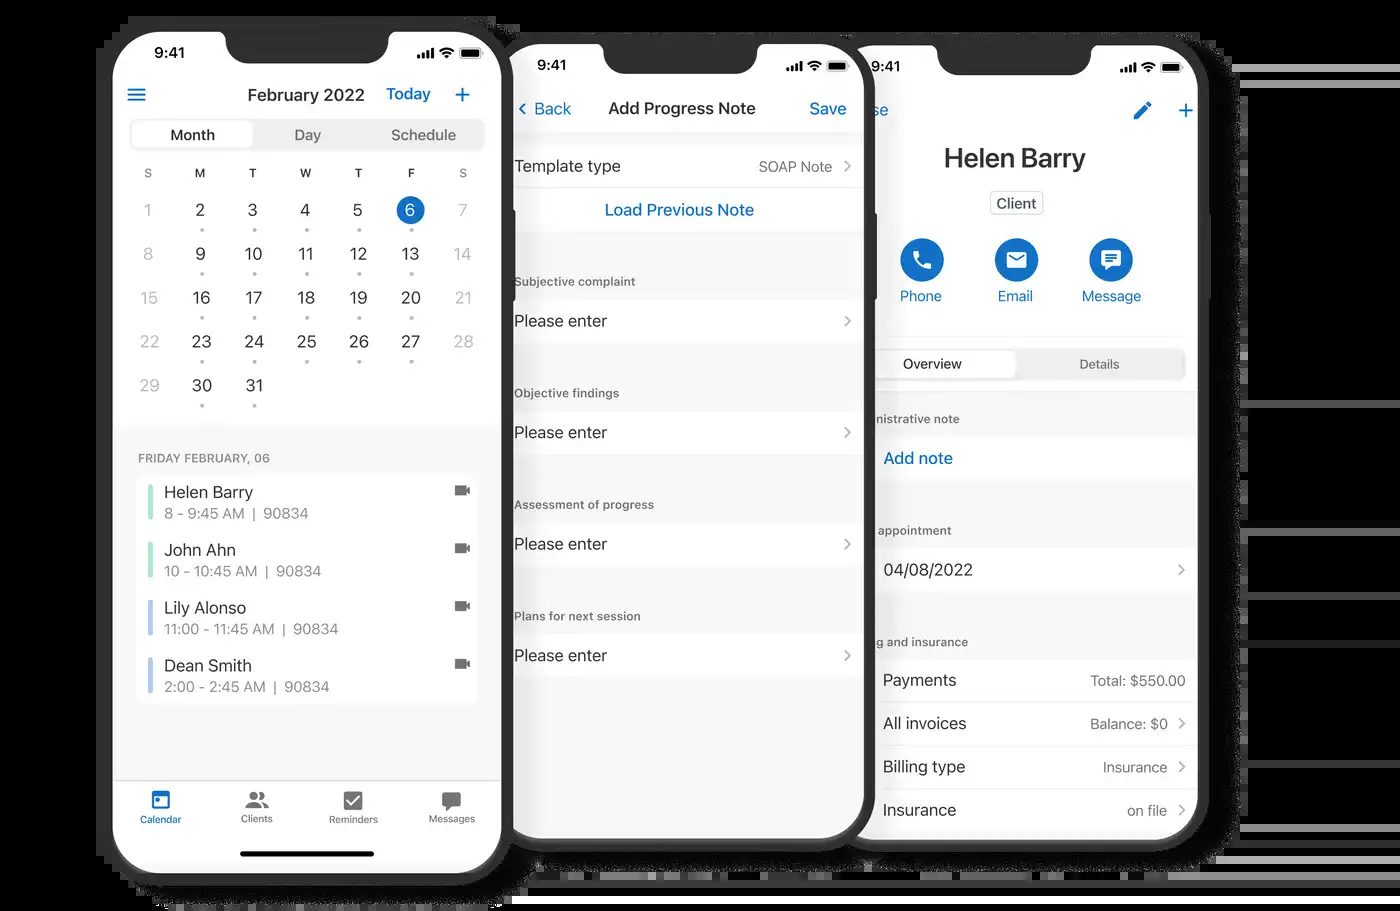 9:41
February 2022 Today +
Month Day Schedule
S M T W T F S
1 2 3 4 5 6 7
8 9 10 11 12 13 14
15 16 17 18 19 20 21
22 23 24 25 26 27 28
29 30 31
FRIDAY FEBRUARY, 06
Helen Barry
8 - 9:45 AM | 90834
John Ahn
10 - 10:45 AM | 90834
Lily Alonso
11:00 - 11:45 AM | 90834
Dean Smith
2:00 - 2:45 AM | 90834
Calendar Clients Reminders Messages
9:41
Back Add Progress Note Save
Template type SOAP Note
Load Previous Note
Subjective complaint
Please enter
Objective findings
Please enter
Assessment of progress
Please enter
Plans for next session
Please enter
9:41
se +
Helen Barry
Client
Phone Email Message
Overview Details
nistrative note
Add note
appointment
04/08/2022
g and insurance
Payments Total: $550.00
All invoices Balance: $0
Billing type Insurance
Insurance on file